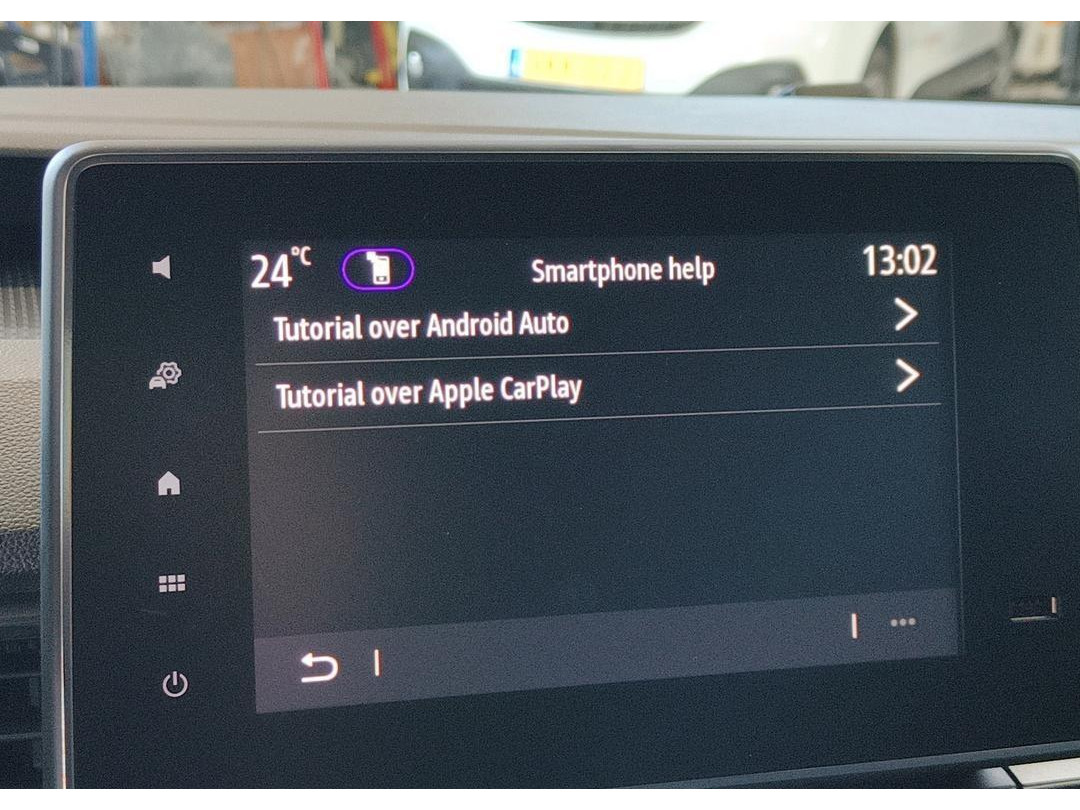 24°C Smartphone help 13:02
Tutorial over Android Auto
Tutorial over Apple CarPlay